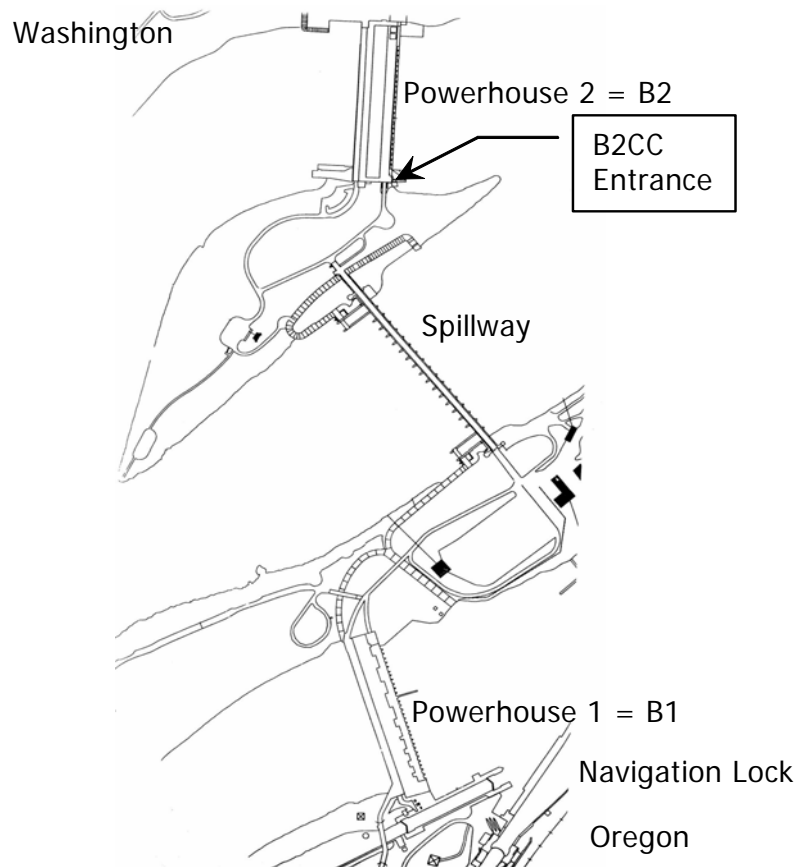 Washington
Powerhouse 2 = B2
B2CC
Entrance
Spillway
Powerhouse 1 = B1
Navigation Lock
Oregon